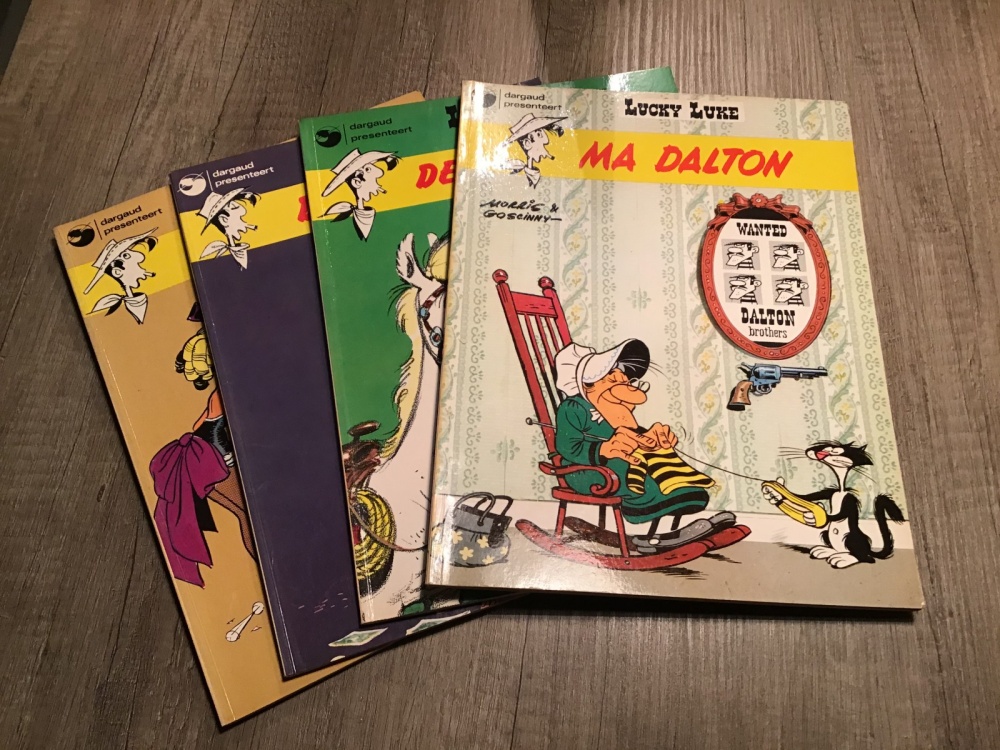 dargaud
presenteert
dargaud
presenteert
dargaud
presenteert
DE
dargaud
presenteert
LUCKY LUKE
MA DALTON
MORRIS &
GOSCINNY
WANTED
DALTON
brothers